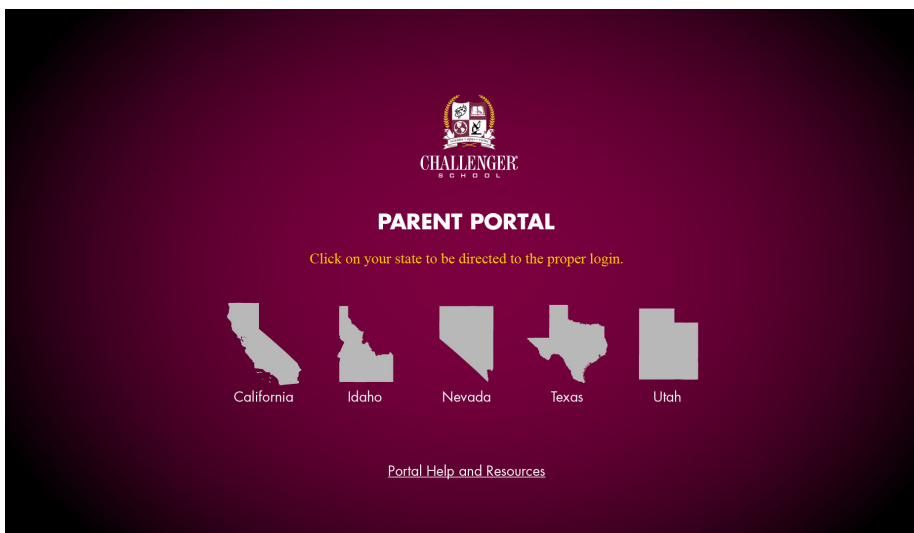 CHALLENGER
SCHOOL
PARENT PORTAL
Click on your state to be directed to the proper login.
California Idaho Nevada Texas Utah
Portal Help and Resources